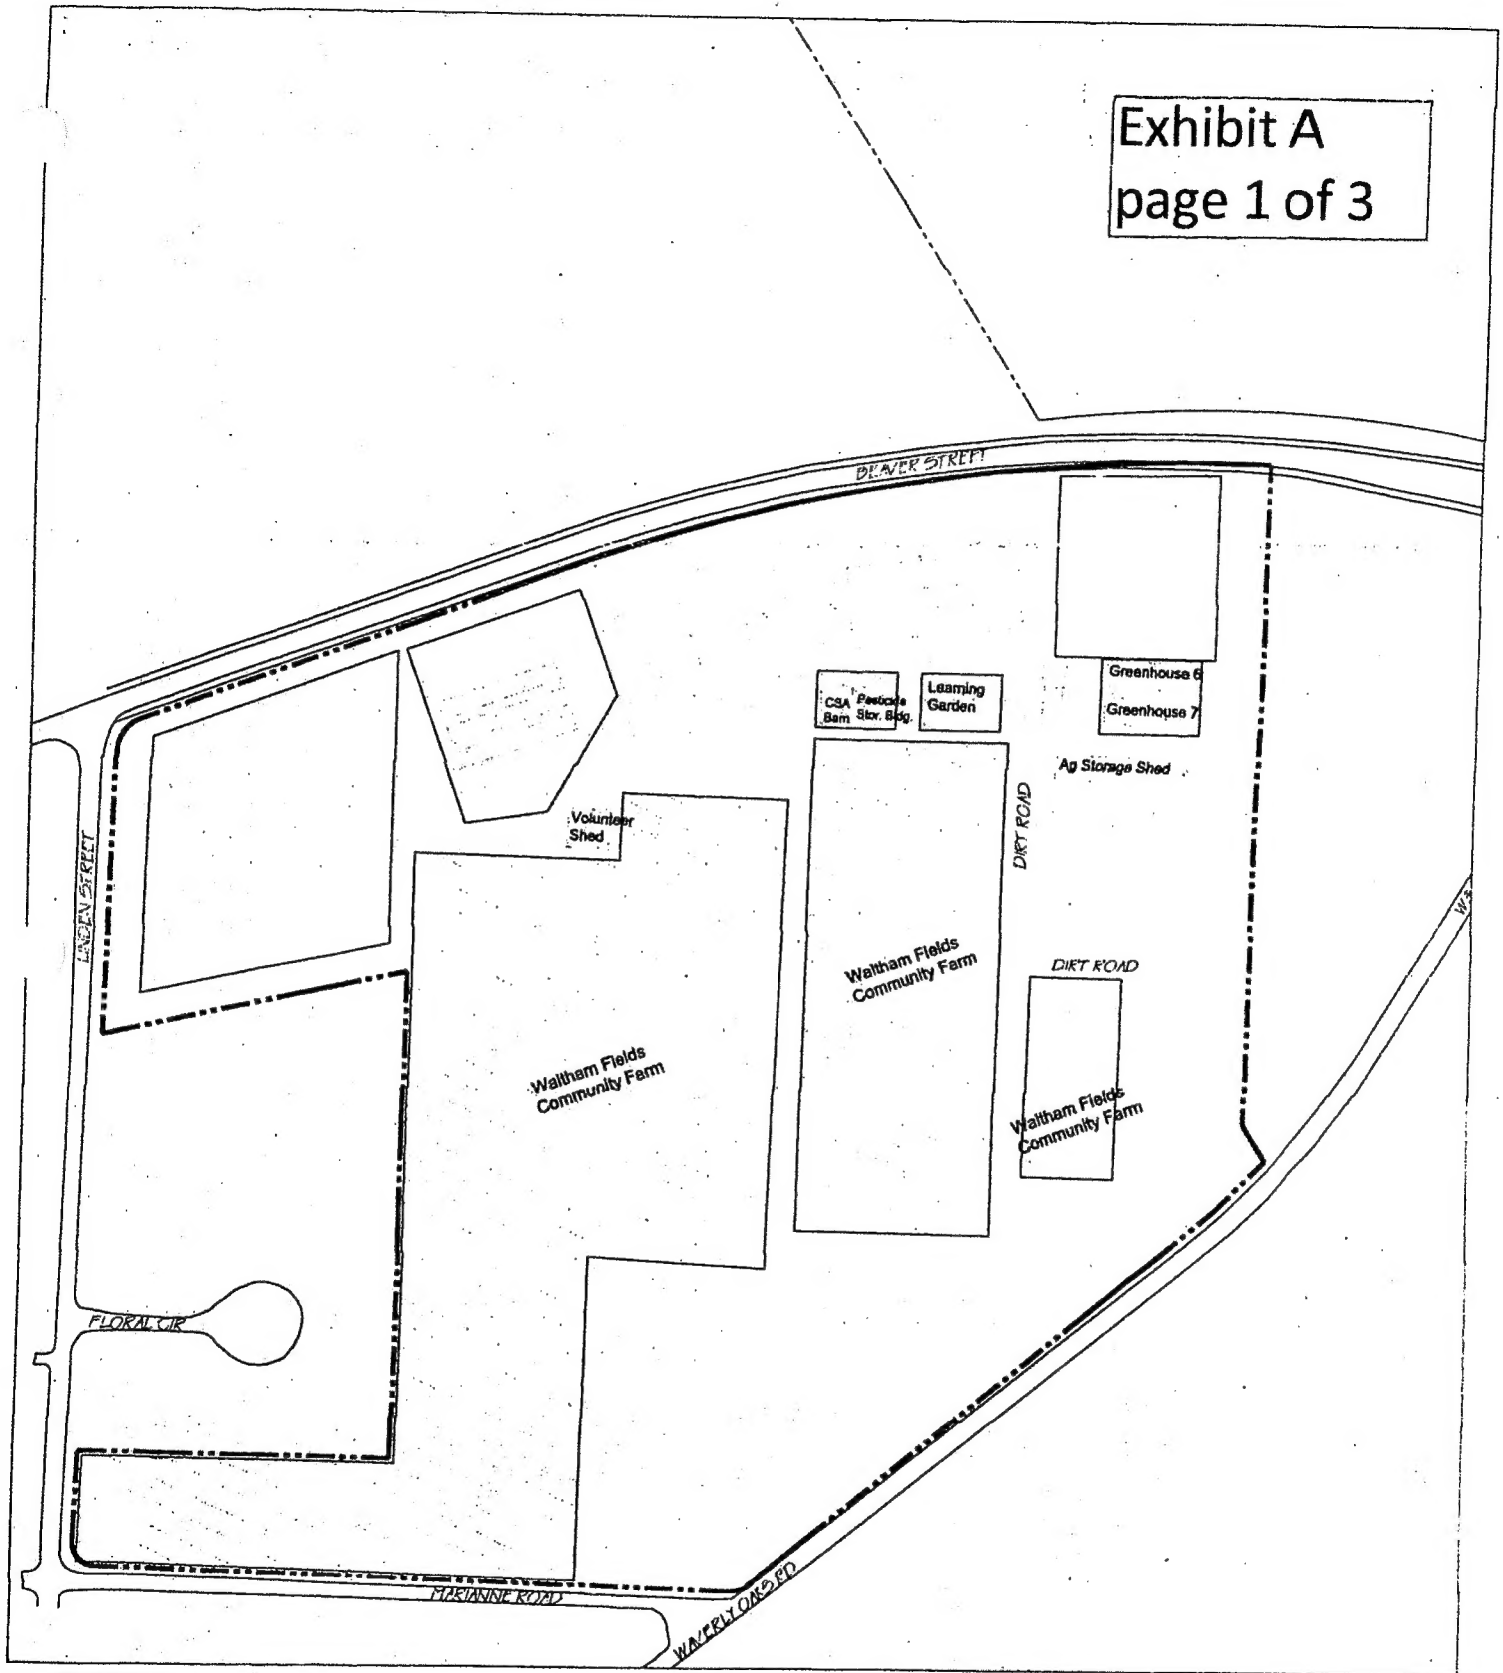 Exhibit A
page 1 of 3
BEAVER STREET
Greenhouse 6
Greenhouse 7
CSA
Barn
Pesticide
Stor. Bldg.
Learning
Garden
Ag Storage Shed
Volunteer
Shed
DIRT ROAD
LINDEN STREET
Waltham Fields
Community Farm
DIRT ROAD
Waltham Fields
Community Farm
Waltham Fields
Community Farm
FLORAL CIR
MARIANNE ROAD
WAVERLY OAKS RD